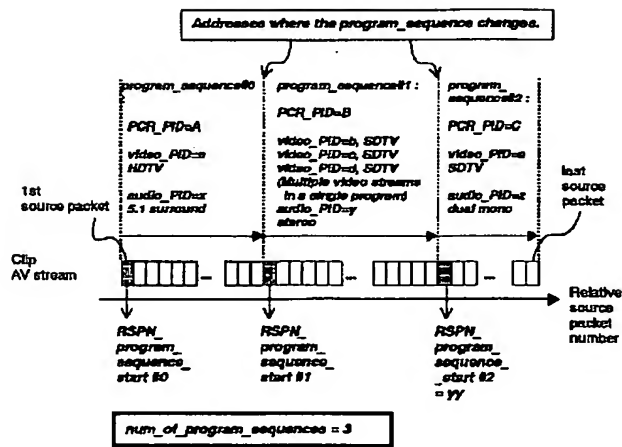 Addresses where the program_sequence changes.
program_sequence#0
PCR_PID=A
video_PID=a
HDTV
audio_PID=x
5.1 surround
program_sequence#1 :
PCR_PID=B
video_PID=b, SDTV
video_PID=c, SDTV
video_PID=d, SDTV
(Multiple video streams
in a single program)
audio_PID=y
stereo
program_
sequence#2 :
PCR_PID=C
video_PID=e
SDTV
audio_PID=z
dual mono
1st
source packet
last
source
packet
Clip
AV stream
...
...
...
Relative
source
packet
number
RSPN_
program_
sequence_
start #0
RSPN_
program_
sequence_
start #1
RSPN_
program_
sequence
_start #2
= yy
num_of_program_sequences = 3